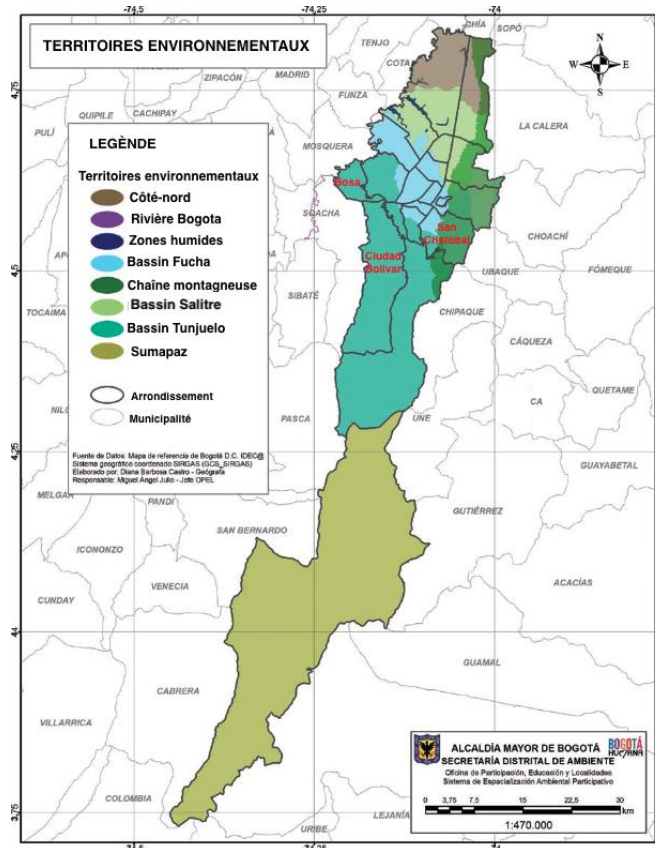 -74,5 -74,25 -74
CHÍA SOPÓ
TENJO
COTA
TERRITOIRES ENVIRONNEMENTAUX
N
W E
S
4,75
ZIPACÓN
MADRID
FUNZA
QUIPILE
CACHIPAY
PULÍ
LA CALERA
MOSQUERA
LEGÈNDE
Territoires environnementaux
Côté-nord
Rivière Bogota
Zones humides
Bassin Fucha
Chaîne montagneuse
Bassin Salitre
Bassin Tunjuelo
Sumapaz
Arrondissement
Municipalité
Fuente de Datos: Mapa de referencia de Bogotá D.C. IDEC@
Sistema geográfico coordenado SIRGAS (GCS_SIRGAS)
Elaborado por: Diana Barbosa Castro - Geógrafa
Responsable: Miguel Ángel Julio - Jefe OPEL
Bosa
SOACHA
San
Cristobal
CHOACHÍ
Ciudad
Bolivar
4,5
UBAQUE
FÓMEQUE
SIBATÉ
TOCAIMA
CHIPAQUE
CÁQUEZA
QUETAME
CA
NILO
PASCA
UNE
4,25
GUAYABETAL
MELGAR
PANDI
GUTIÉRREZ
SAN BERNARDO
ICONONZO
VENECIA
ACACÍAS
CUNDAY
44
GUAMAL
CABRERA
VILLARRICA
ALCALDÍA MAYOR DE BOGOTÁ
SECRETARÍA DISTRITAL DE AMBIENTE
BOGOTÁ
HUMANA
Oficina de Participación, Educación y Localidades
Sistema de Espacialización Ambiental Participativo
0 3,75 7,5 15 22,5 30
km
1:470.000
COLOMBIA
3,75
LEJANÍA
URIBE
-74